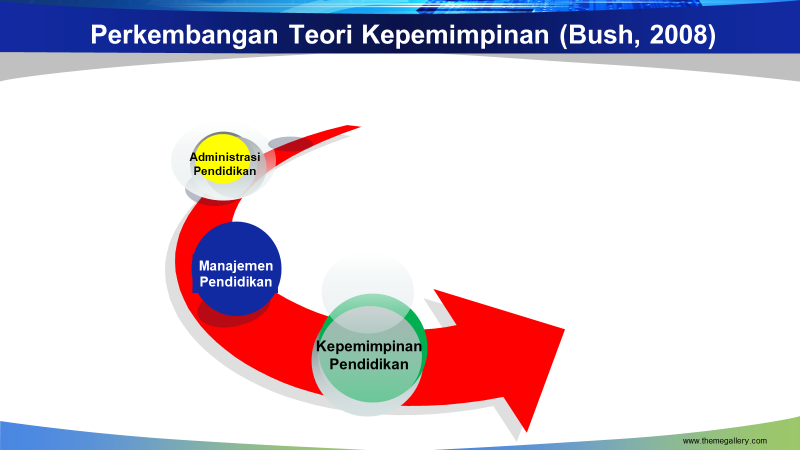 Perkembangan Teori Kepemimpinan (Bush, 2008)
Administrasi
Pendidikan
Manajemen
Pendidikan
Kepemimpinan
Pendidikan
www.themegallery.com